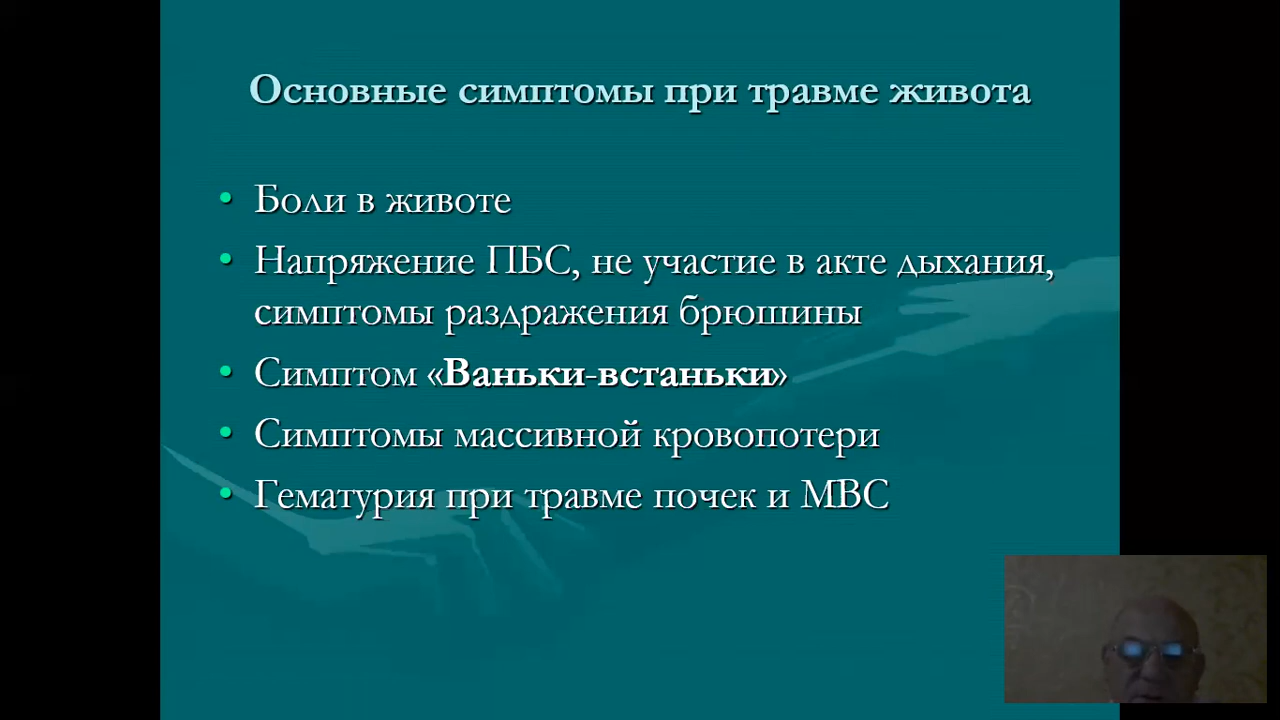 Основные симптомы при травме живота
• Боли в животе
• Напряжение ПБС, не участие в акте дыхания,
симптомы раздражения брюшины
• Симптом «Ваньки-встаньки»
• Симптомы массивной кровопотери
• Гематурия при травме почек и МВС